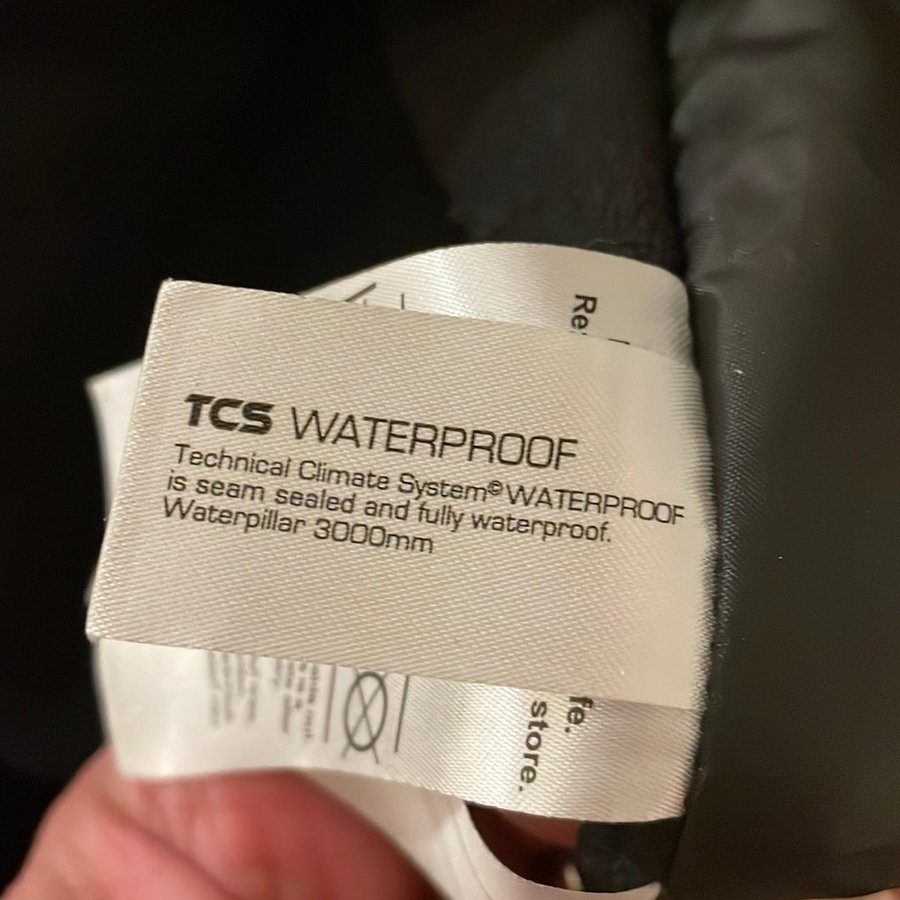 TCS WATERPROOF
Technical Climate System© WATERPROOF
is seam sealed and fully waterproof.
Waterpillar 3000mm
fe.
store.